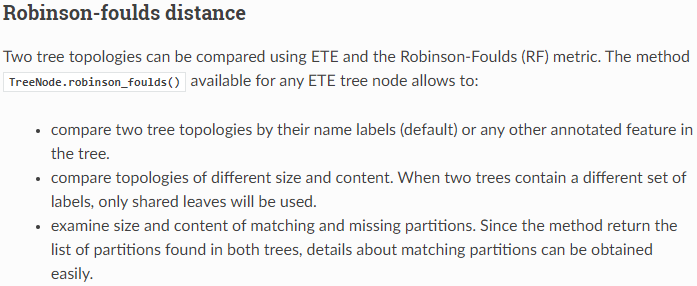 Robinson-foulds distance
Two tree topologies can be compared using ETE and the Robinson-Foulds (RF) metric. The method
TreeNode.robinson_foulds() available for any ETE tree node allows to:
• compare two tree topologies by their name labels (default) or any other annotated feature in
the tree.
• compare topologies of different size and content. When two trees contain a different set of
labels, only shared leaves will be used.
• examine size and content of matching and missing partitions. Since the method return the
list of partitions found in both trees, details about matching partitions can be obtained
easily.